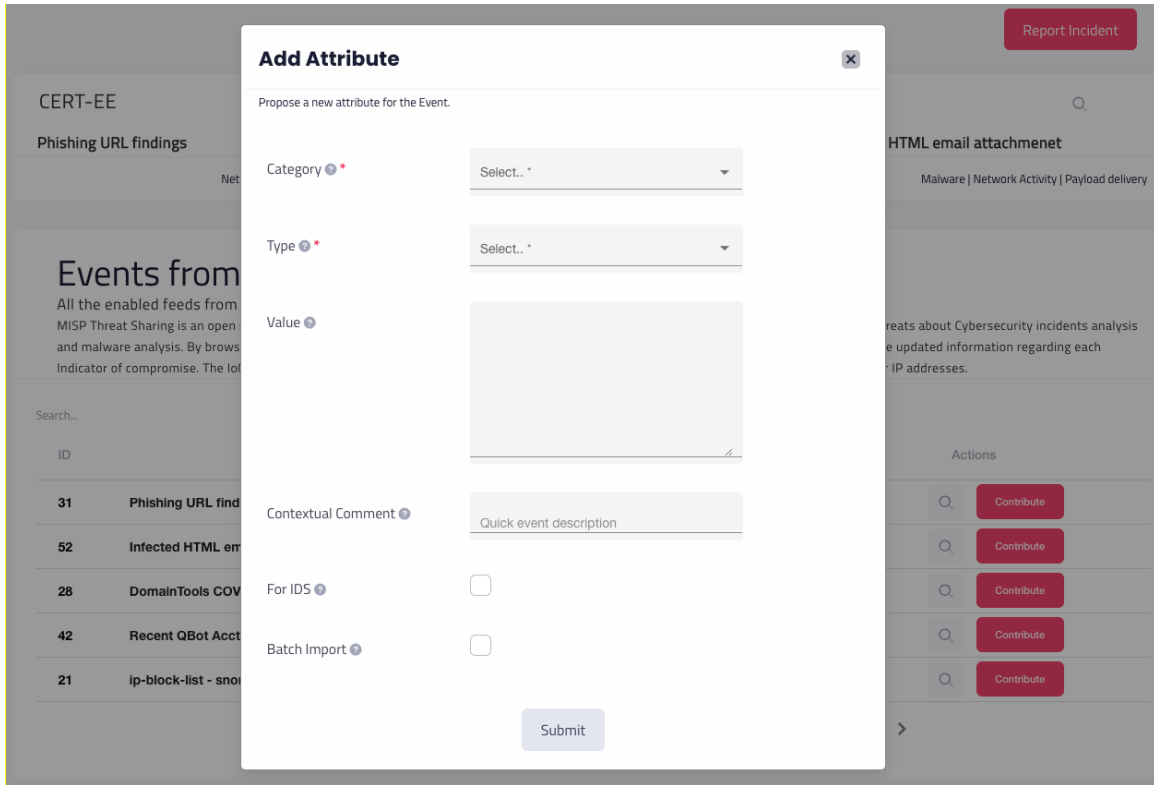 Report Incident
Add Attribute
Propose a new attribute for the Event.
CERT-EE
Phishing URL findings
HTML email attachmenet
Net
Malware | Network Activity | Payload delivery
Category ? *
Select.. *
Type ? *
Select.. *
Value ?
Events from
All the enabled feeds from
MISP Threat Sharing is an open
reats about Cybersecurity incidents analysis
and malware analysis. By brows
e updated information regarding each
Indicator of compromise. The Io
IP addresses.
Search...
ID
Actions
31 Phishing URL find
Contribute
Contextual Comment ?
Quick event description
52 Infected HTML em
Contribute
For IDS ?
28 DomainTools COV
Contribute
Batch Import ?
42 Recent QBot Acct
Contribute
21 ip-block-list - sno
Contribute
Submit